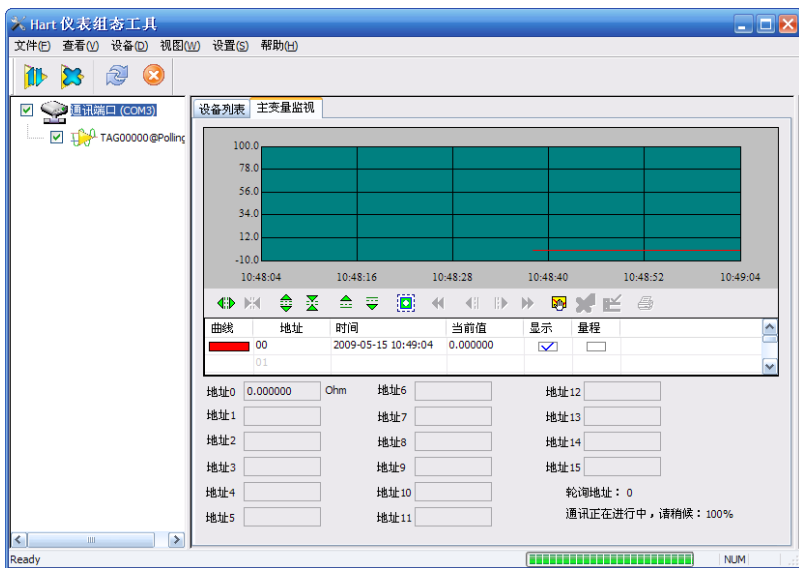 Hart 仪表组态工具
文件(F) 查看(V) 设备(D) 视图(W) 设置(S) 帮助(H)
通讯端口 (COM3)
TAG00000@Polling
设备列表 主变量监视
100.0
78.0
56.0
34.0
12.0
-10.0
10:48:04 10:48:16 10:48:28 10:48:40 10:48:52 10:49:04
曲线 地址 时间 当前值 显示 量程
00 2009-05-15 10:49:04 0.000000
01
地址0 0.000000 Ohm 地址6 地址12
地址1 地址7 地址13
地址2 地址8 地址14
地址3 地址9 地址15
地址4 地址10 轮询地址：0
地址5 地址11 通讯正在进行中，请稍候：100%
Ready NUM